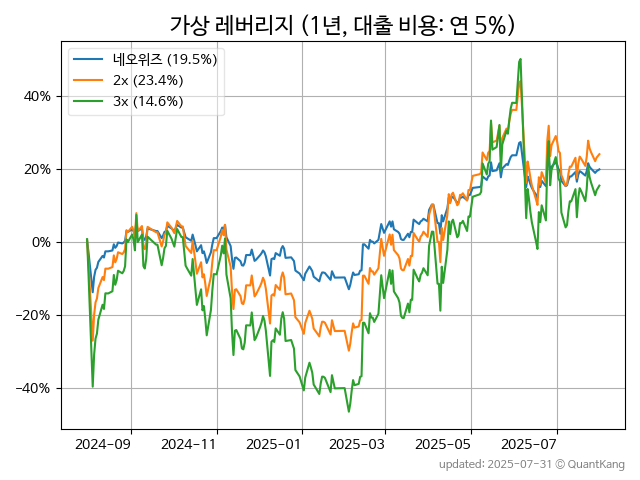 가상 레버리지 (1년, 대출 비용: 연 5%)
네오위즈 (19.5%)
2x (23.4%)
3x (14.6%)
40%
20%
0%
−20%
−40%
2024-09
2024-11
2025-01
2025-03
2025-05
2025-07
updated: 2025-07-31 © QuantKang